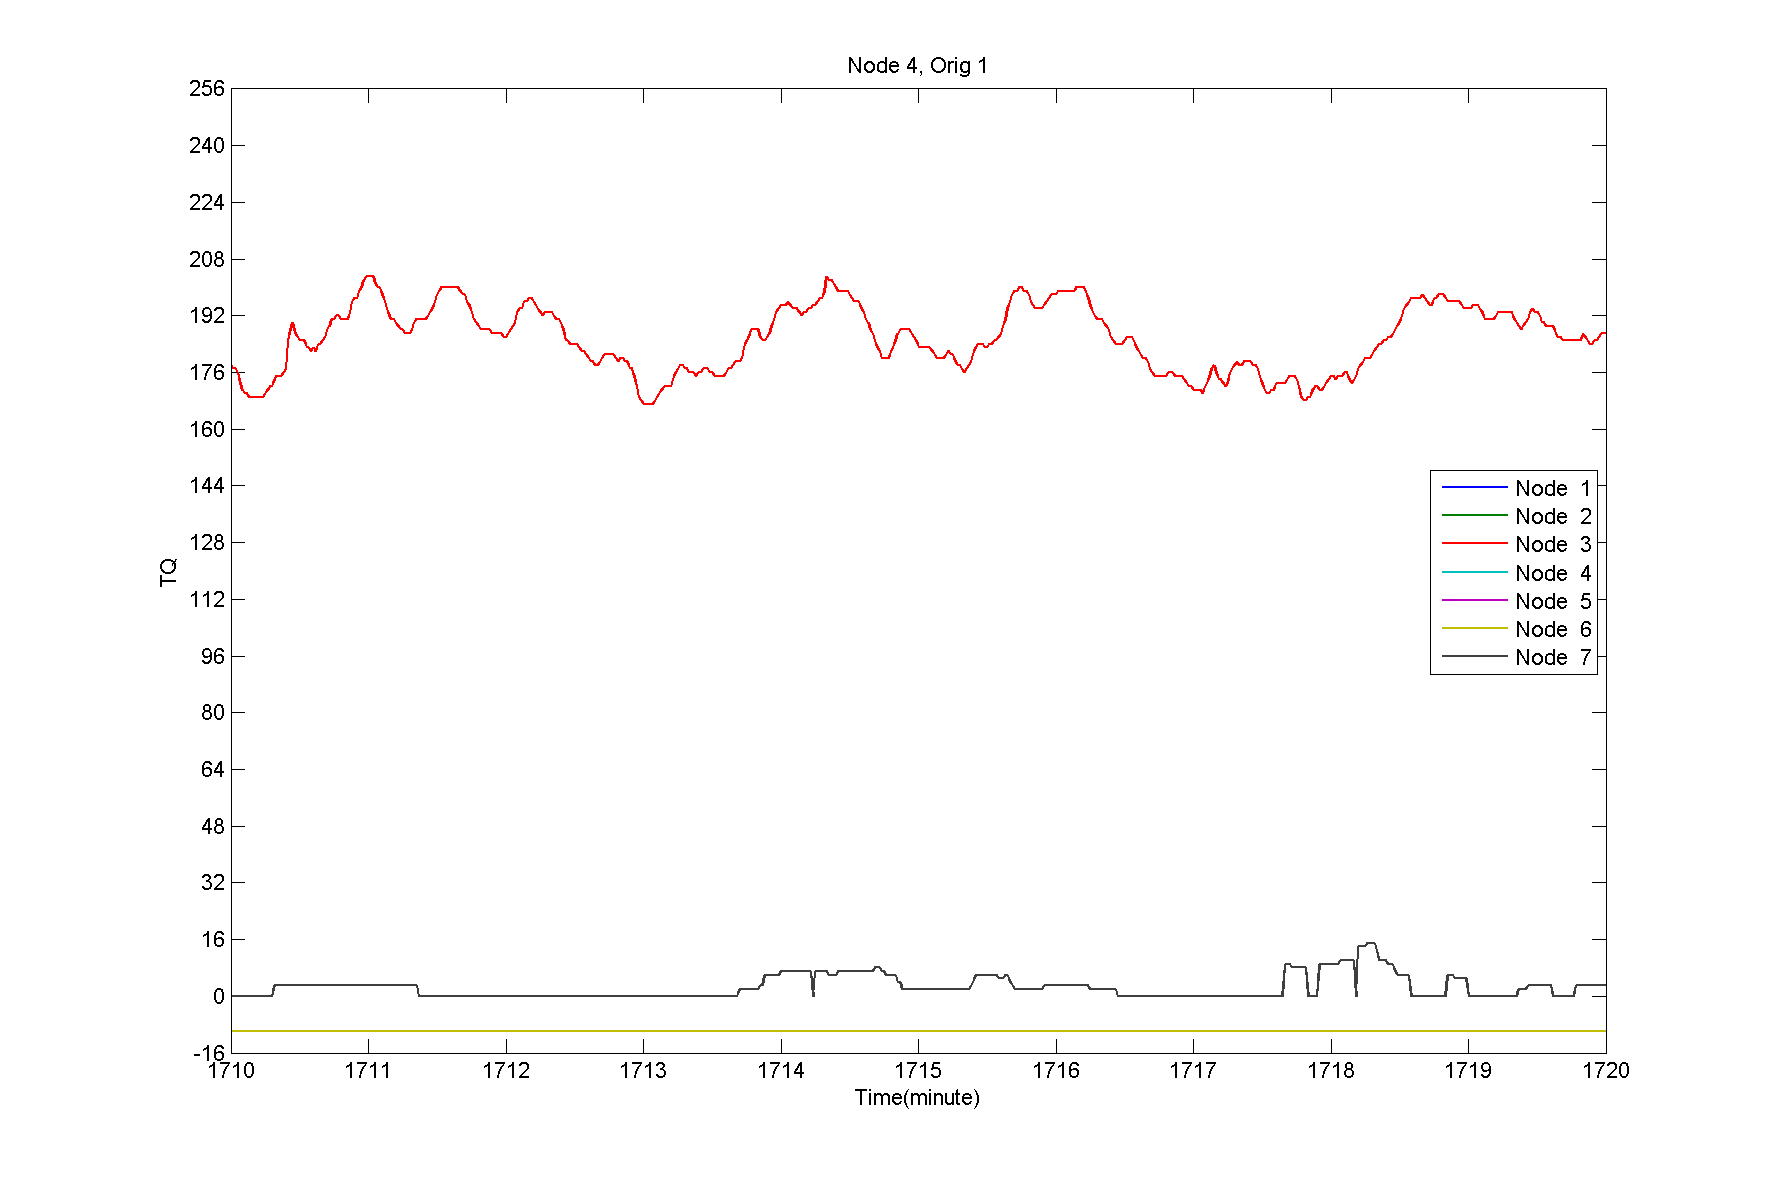 Node 4, Orig 1
256
240
224
208
192
176
160
144
128
112
96
80
64
48
32
16
0
-16
TQ
Node 1
Node 2
Node 3
Node 4
Node 5
Node 6
Node 7
1710 1711 1712 1713 1714 1715 1716 1717 1718 1719 1720
Time(minute)